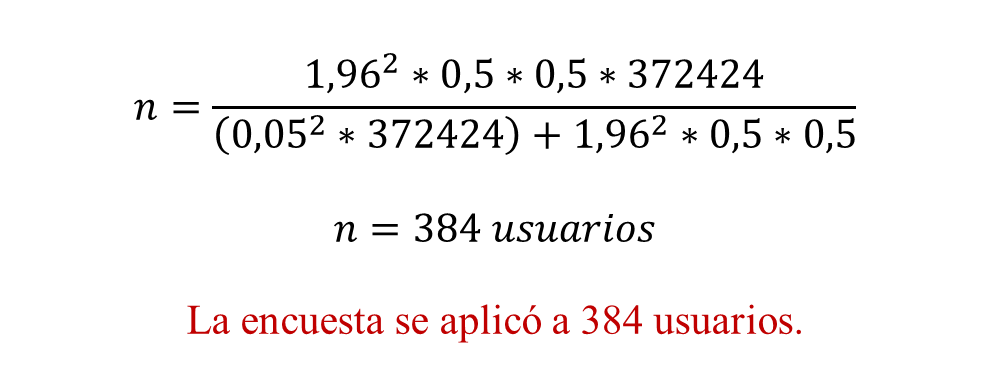 n = \frac{1,96² * 0,5 * 0,5 * 372424}{(0,05² * 372424) + 1,96² * 0,5 * 0,5}
n = 384 usuarios
La encuesta se aplicó a 384 usuarios.